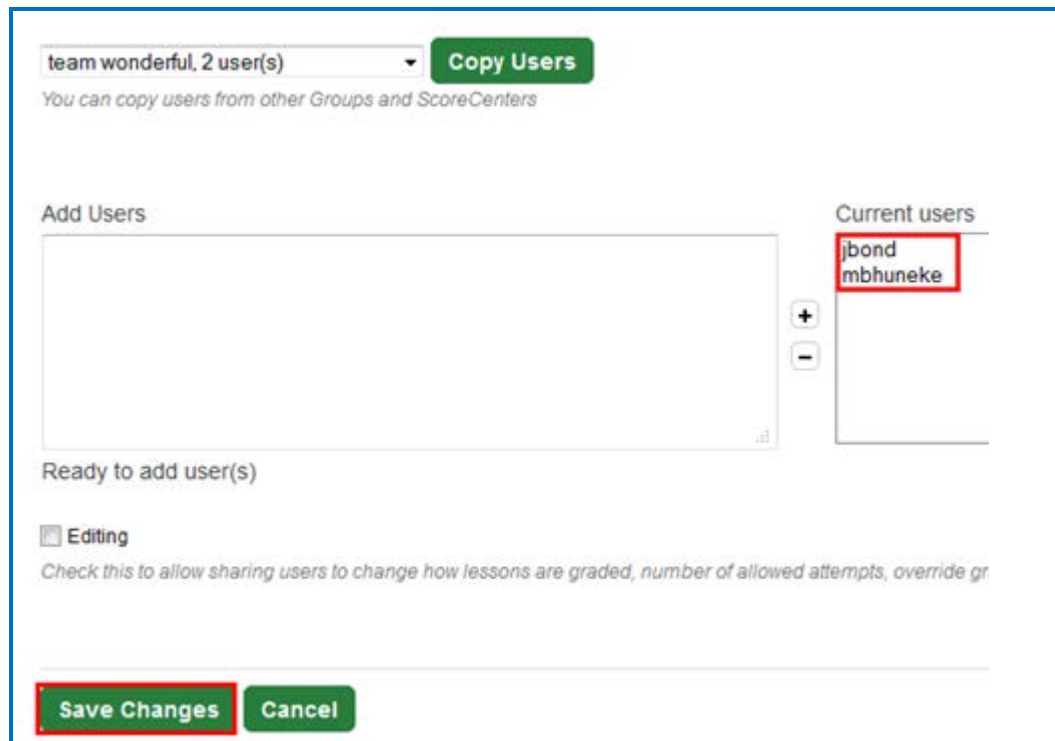 team wonderful, 2 user(s)
Copy Users
You can copy users from other Groups and ScoreCenters
Add Users
Current users
jbond
mbhuneke
+
-
Ready to add user(s)
Editing
Check this to allow sharing users to change how lessons are graded, number of allowed attempts, override gr
Save Changes
Cancel